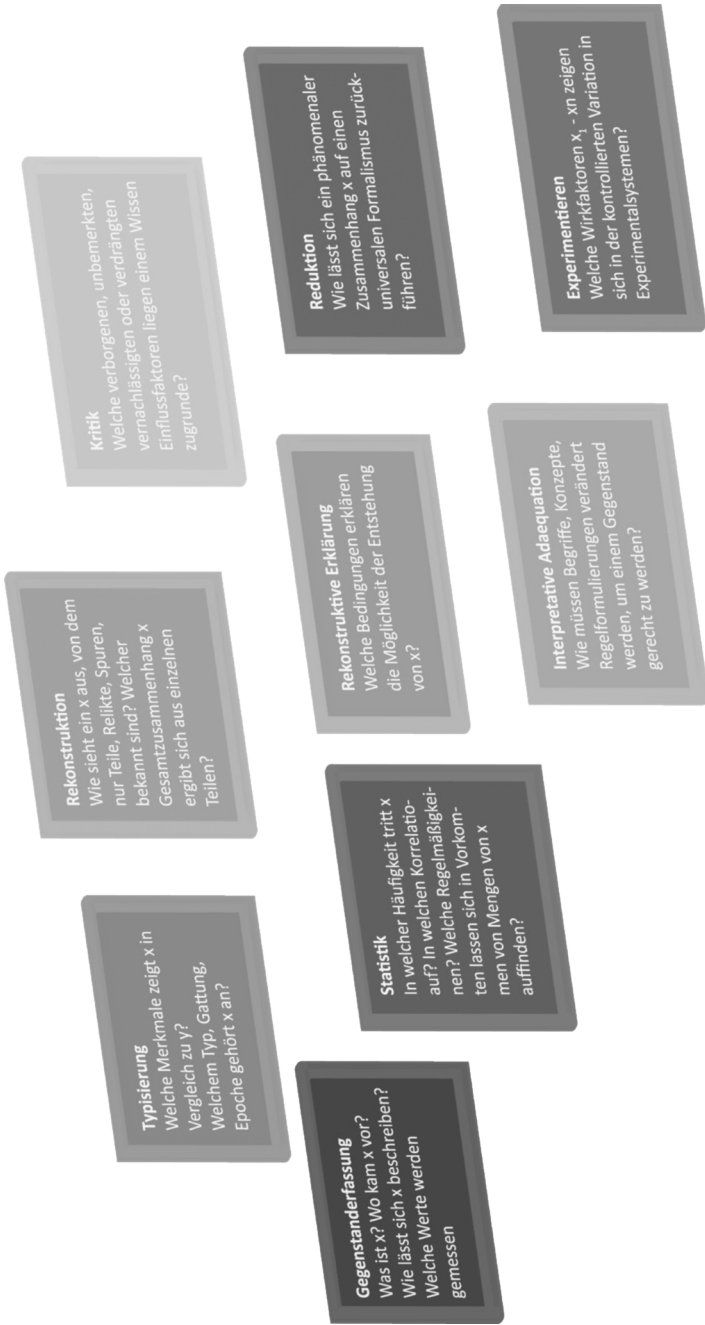 Gegenstanderfassung
Was ist x? Wo kam x vor?
Wie lässt sich x beschreiben?
Welche Werte werden
gemessen
Typisierung
Welche Merkmale zeigt x in
Vergleich zu y?
Welchem Typ, Gattung,
Epoche gehört x an?
Statistik
In welcher Häufigkeit tritt x
auf? In welchen Korrelatio-
nen? Welche Regelmäßigkei-
ten lassen sich in Vorkom-
men von Mengen von x
auffinden?
Rekonstruktion
Wie sieht ein x aus, von dem
nur Teile, Relikte, Spuren,
bekannt sind? Welcher
Gesamtzusammenhang x
ergibt sich aus einzelnen
Teilen?
Rekonstruktive Erklärung
Welche Bedingungen erklären
die Möglichkeit der Entstehung
von x?
Interpretative Adaequation
Wie müssen Begriffe, Konzepte,
Regelformulierungen verändert
werden, um einem Gegenstand
gerecht zu werden?
Kritik
Welche verborgenen, unbemerkten,
vernachlässigten oder verdrängten
Einflussfaktoren liegen einem Wissen
zugrunde?
Reduktion
Wie lässt sich ein phänomenaler
Zusammenhang x auf einen
universalen Formalismus zurück-
führen?
Experimentieren
Welche Wirkfaktoren x₁ - xn zeigen
sich in der kontrollierten Variation in
Experimentalsystemen?